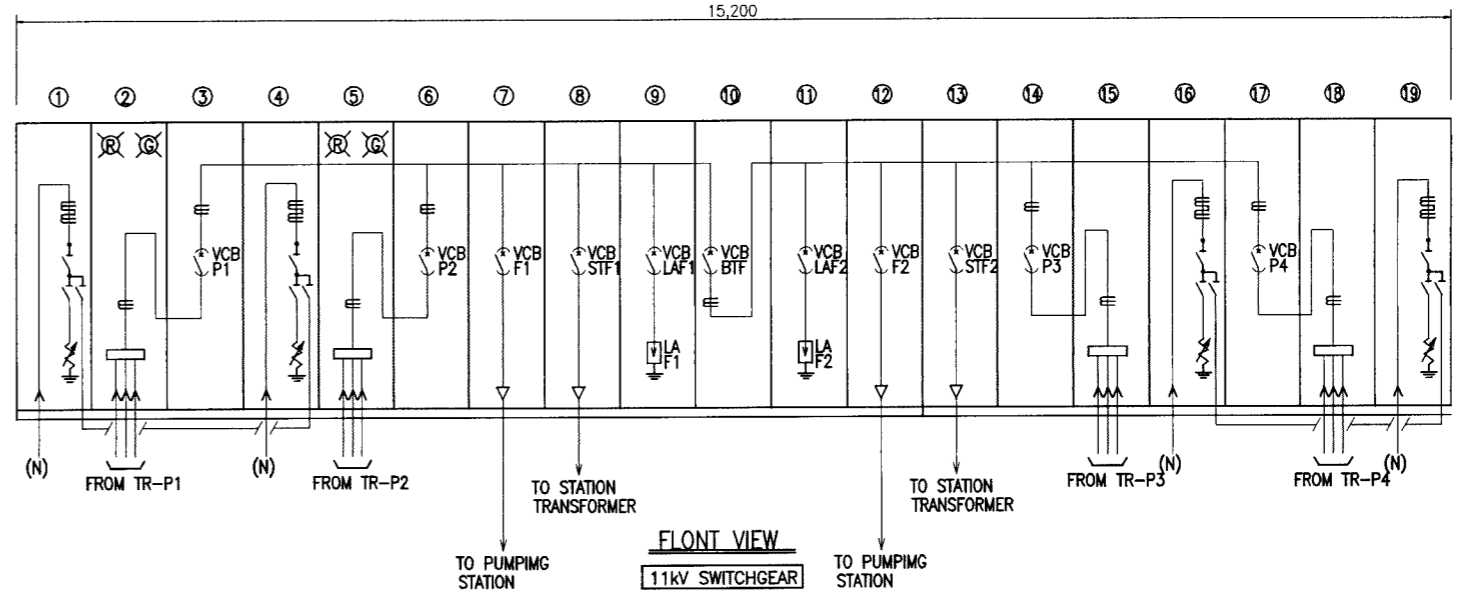 15,200
① ② ③ ④ ⑤ ⑥ ⑦ ⑧ ⑨ ⑩ ⑪ ⑫ ⑬ ⑭ ⑮ ⑯ ⑰ ⑱ ⑲
R G
R G
VCB
P1
VCB
P2
VCB
F1
VCB
STF1
VCB
LAF1
VCB
BTF
VCB
LAF2
VCB
F2
VCB
STF2
VCB
P3
VCB
P4
LA
F1
LA
F2
(N)
FROM TR-P1
(N)
FROM TR-P2
TO STATION
TRANSFORMER
TO STATION
TRANSFORMER
FROM TR-P3
(N)
FROM TR-P4
(N)
TO PUMPIMG
STATION
TO PUMPIMG
STATION
FLONT VIEW
11kV SWITCHGEAR